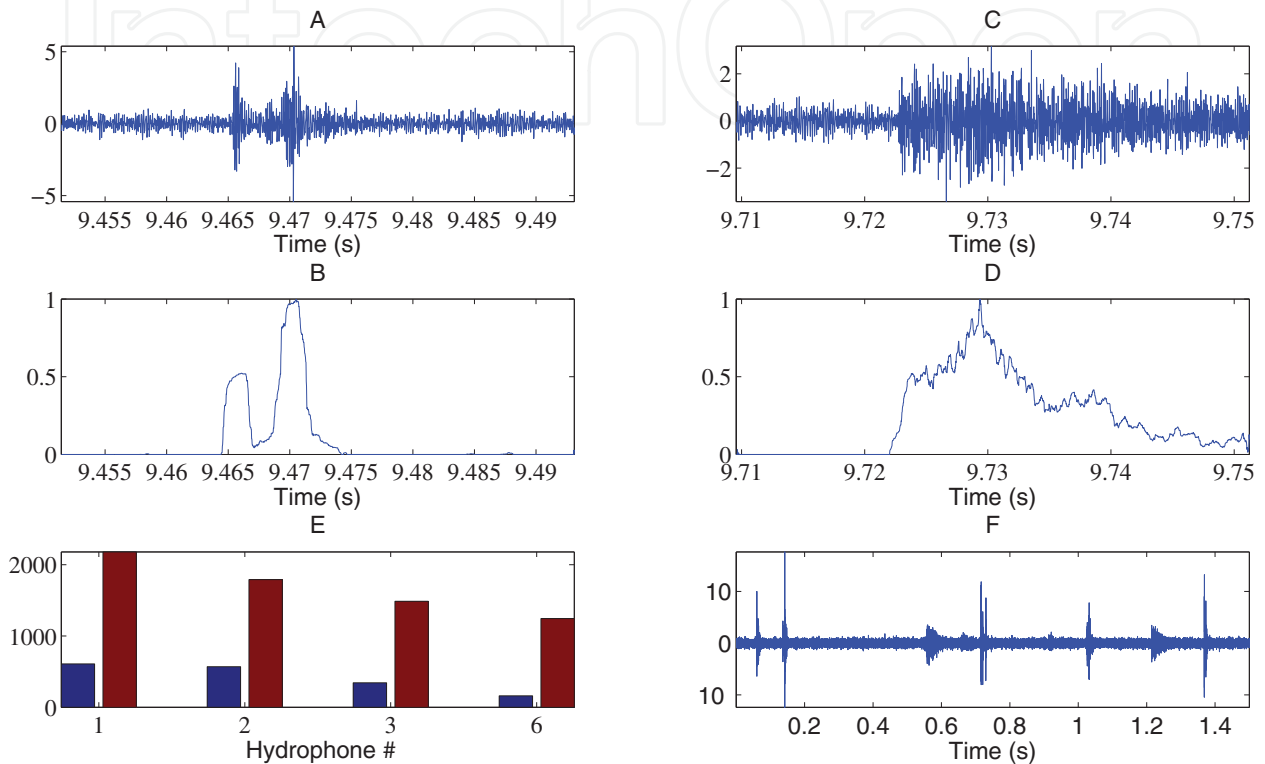 IntechOpen
A
5
0
−5
9.455 9.46 9.465 9.47 9.475 9.48 9.485 9.49
Time (s)
C
2
0
−2
9.71 9.72 9.73 9.74 9.75
Time (s)
B
1
0.5
0
9.455 9.46 9.465 9.47 9.475 9.48 9.485 9.49
Time (s)
D
1
0.5
0
9.71 9.72 9.73 9.74 9.75
Time (s)
E
2000
1000
0
1 2 3 6
Hydrophone #
F
10
0
10
0.2 0.4 0.6 0.8 1 1.2 1.4
Time (s)